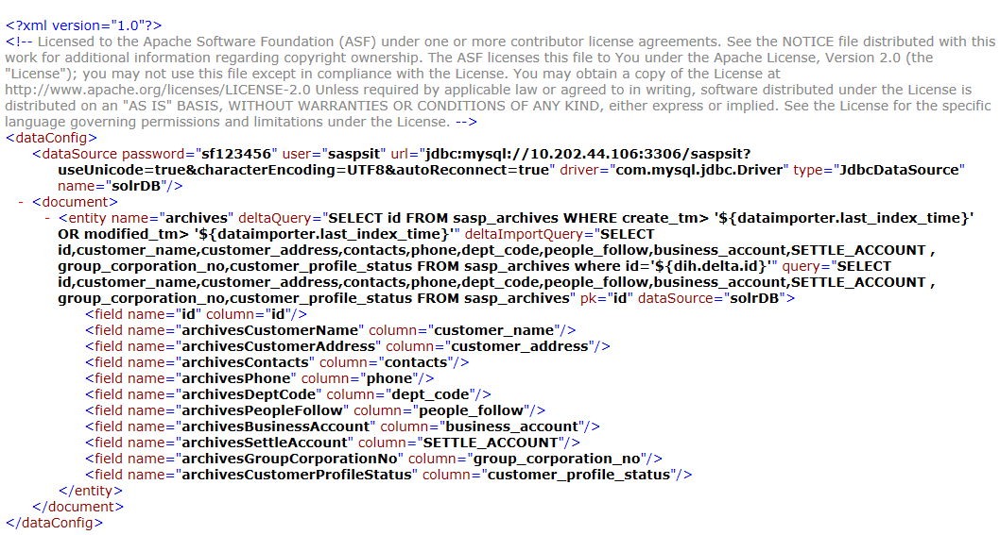 <?xml version="1.0"?>
<!-- Licensed to the Apache Software Foundation (ASF) under one or more contributor license agreements. See the NOTICE file distributed with this
work for additional information regarding copyright ownership. The ASF licenses this file to You under the Apache License, Version 2.0 (the
"License"); you may not use this file except in compliance with the License. You may obtain a copy of the License at
http://www.apache.org/licenses/LICENSE-2.0 Unless required by applicable law or agreed to in writing, software distributed under the License is
distributed on an "AS IS" BASIS, WITHOUT WARRANTIES OR CONDITIONS OF ANY KIND, either express or implied. See the License for the specific
language governing permissions and limitations under the License. -->
<dataConfig>
<dataSource password="sf123456" user="saspsit" url="jdbc:mysql://10.202.44.106:3306/saspsit?
useUnicode=true&characterEncoding=UTF8&autoReconnect=true" driver="com.mysql.jdbc.Driver" type="JdbcDataSource"
name="solrDB"/>
- <document>
- <entity name="archives" deltaQuery="SELECT id FROM sasp_archives WHERE create_tm> '${dataimporter.last_index_time}'
OR modified_tm> '${dataimporter.last_index_time}'" deltaImportQuery="SELECT
id,customer_name,customer_address,contacts,phone,dept_code,people_follow,business_account,SETTLE_ACCOUNT ,
group_corporation_no,customer_profile_status FROM sasp_archives where id='${dih.delta.id}'" query="SELECT
id,customer_name,customer_address,contacts,phone,dept_code,people_follow,business_account,SETTLE_ACCOUNT ,
group_corporation_no,customer_profile_status FROM sasp_archives" pk="id" dataSource="solrDB">
<field name="id" column="id"/>
<field name="archivesCustomerName" column="customer_name"/>
<field name="archivesCustomerAddress" column="customer_address"/>
<field name="archivesContacts" column="contacts"/>
<field name="archivesPhone" column="phone"/>
<field name="archivesDeptCode" column="dept_code"/>
<field name="archivesPeopleFollow" column="people_follow"/>
<field name="archivesBusinessAccount" column="business_account"/>
<field name="archivesSettleAccount" column="SETTLE_ACCOUNT"/>
<field name="archivesGroupCorporationNo" column="group_corporation_no"/>
<field name="archivesCustomerProfileStatus" column="customer_profile_status"/>
</entity>
</document>
</dataConfig>